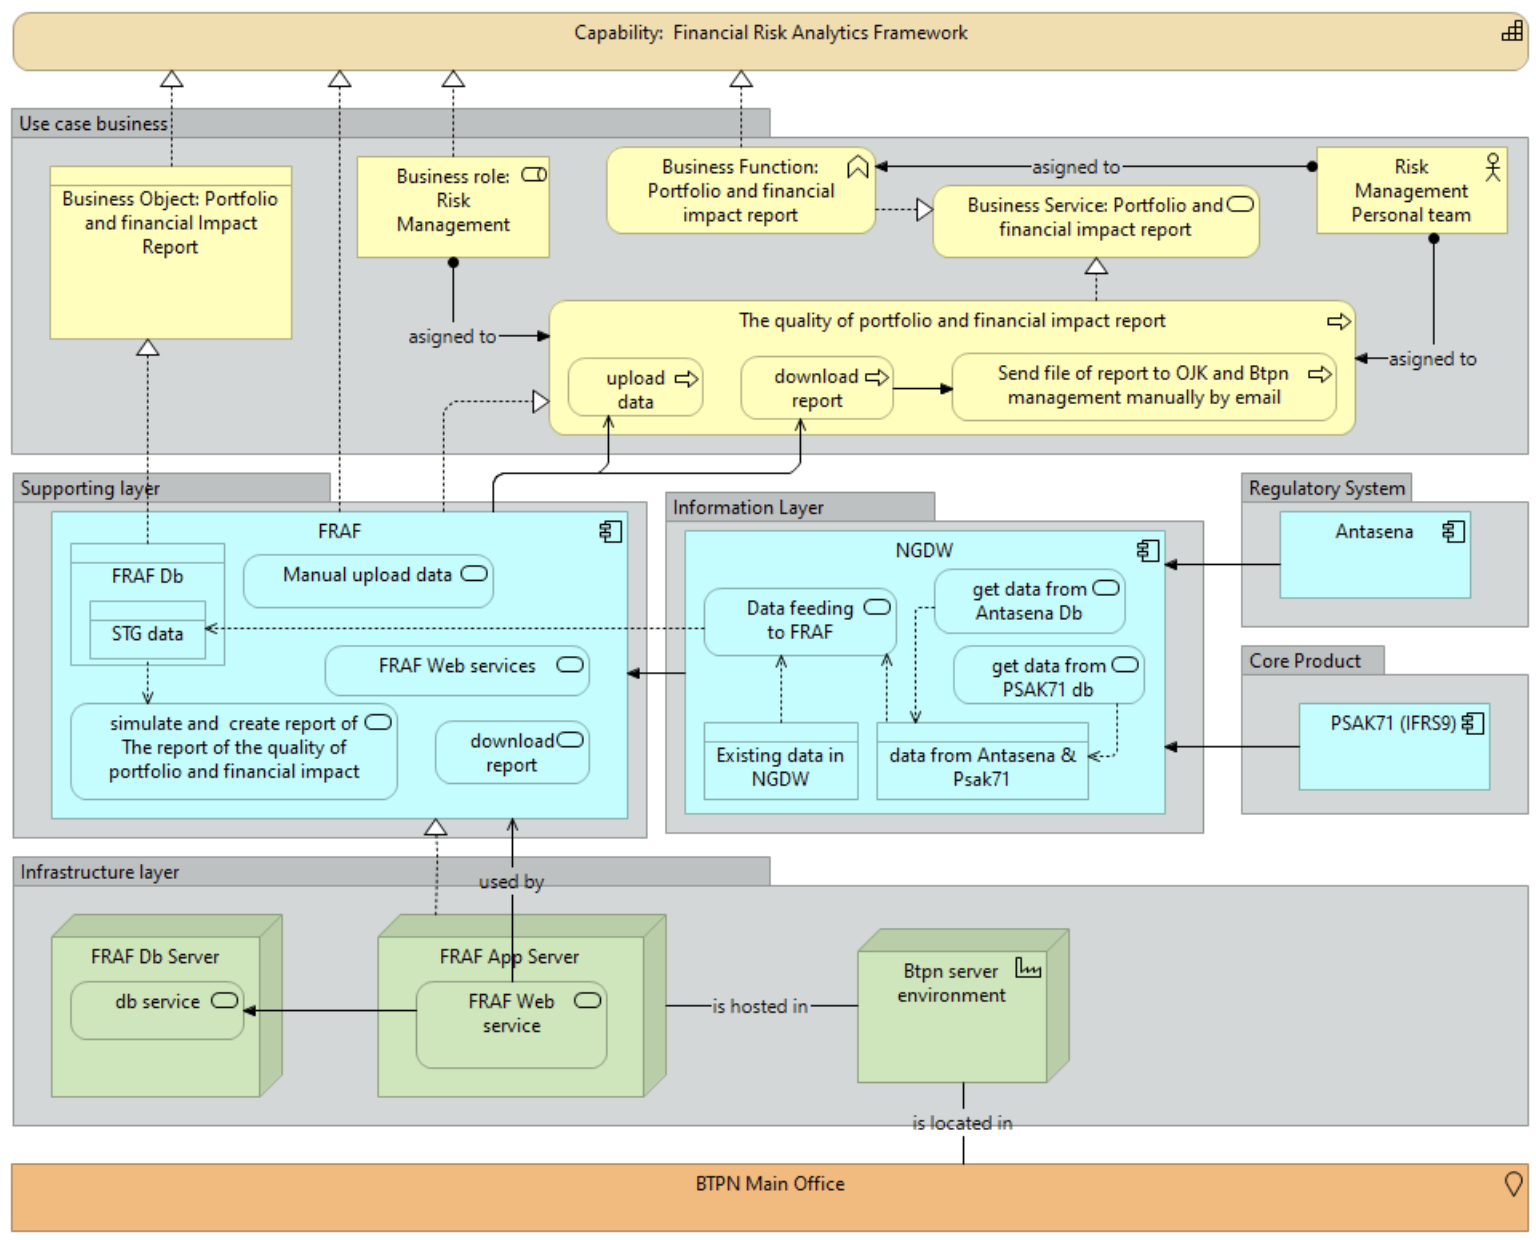 Capability:  Financial Risk Analytics Framework
Use case business
Business Object: Portfolio
and financial Impact
Report
Business role:
Risk
Management
Business Function:
Portfolio and financial
impact report
asigned to
Risk
Management
Personal team
Business Service: Portfolio and
financial impact report
asigned to
The quality of portfolio and financial impact report
asigned to
upload
data
download
report
Send file of report to OJK and Btpn
management manually by email
Supporting layer
FRAF
FRAF Db
STG data
Manual upload data
FRAF Web services
simulate and  create report of
The report of the quality of
portfolio and financial impact
download
report
Information Layer
NGDW
Data feeding
to FRAF
get data from
Antasena Db
get data from
PSAK71 db
Existing data in
NGDW
data from Antasena &
Psak71
Regulatory System
Antasena
Core Product
PSAK71 (IFRS9)
Infrastructure layer
used by
FRAF Db Server
db service
FRAF App Server
FRAF Web
service
is hosted in
Btpn server
environment
is located in
BTPN Main Office